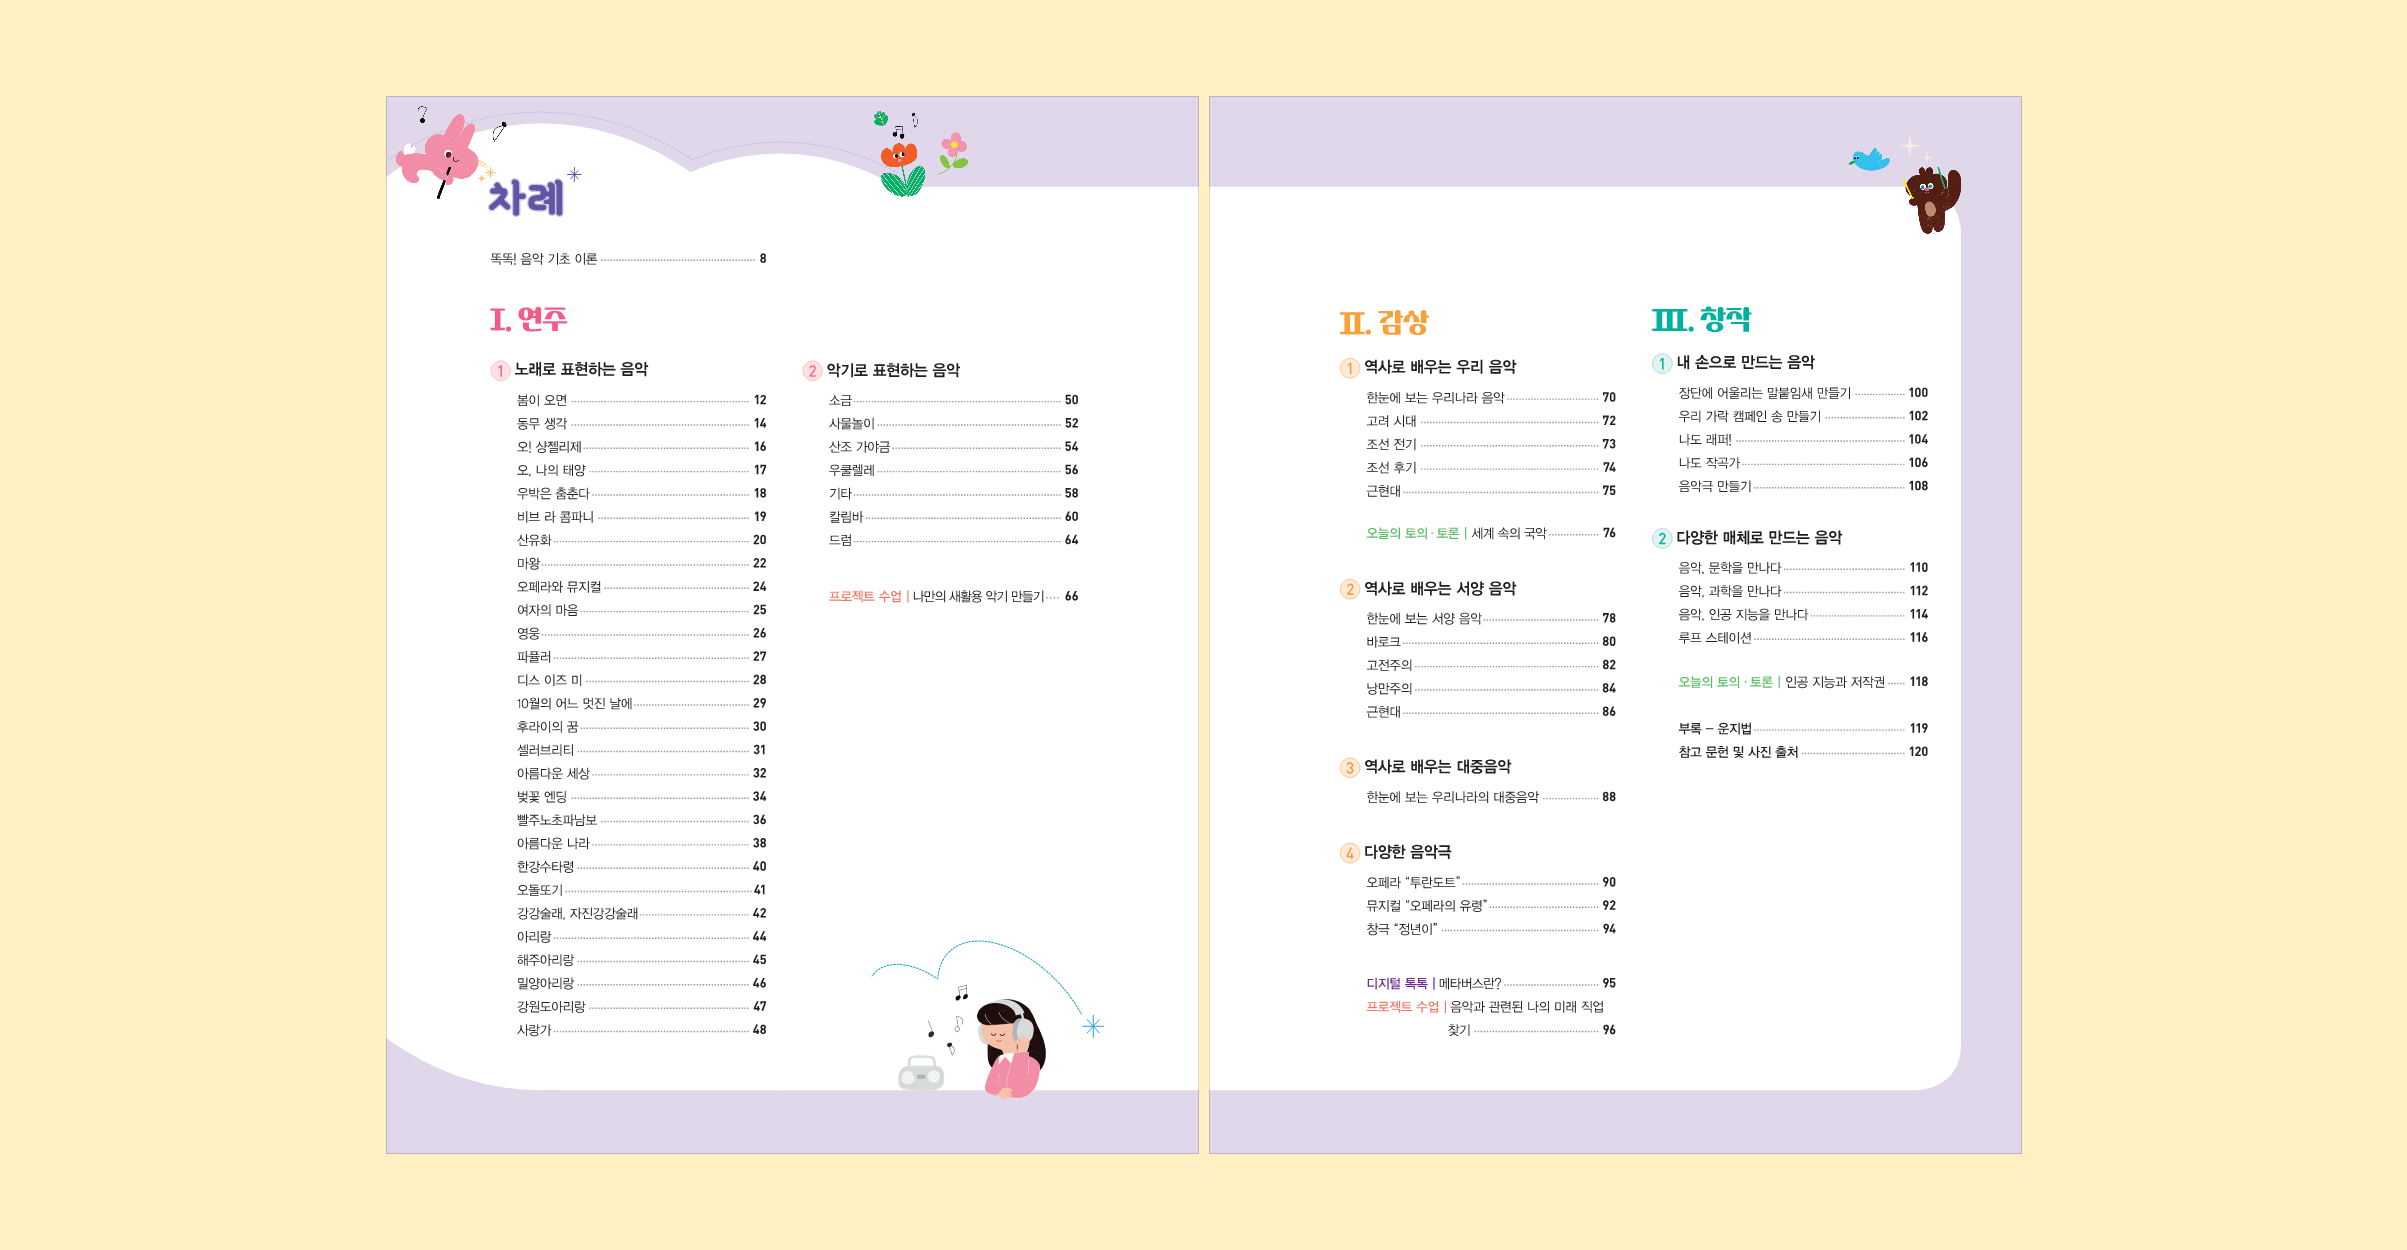 차례
똑똑! 음악 기초 이론 8
I. 연주
1 노래로 표현하는 음악
봄이 오면 12
동무 생각 14
오! 샹젤리제 16
오, 나의 태양 17
우박은 춤춘다 18
비브 라 콤파니 19
산유화 20
마왕 22
오페라와 뮤지컬 24
여자의 마음 25
영웅 26
파퓰러 27
디스 이즈 미 28
10월의 어느 멋진 날에 29
후라이의 꿈 30
셀러브리티 31
아름다운 세상 32
벚꽃 엔딩 34
빨주노초파남보 36
아름다운 나라 38
한강수타령 40
오돌또기 41
강강술래, 자진강강술래 42
아리랑 44
해주아리랑 45
밀양아리랑 46
강원도아리랑 47
사랑가 48
2 악기로 표현하는 음악
소금 50
사물놀이 52
산조 가야금 54
우쿨렐레 56
기타 58
칼림바 60
드럼 64
프로젝트 수업 | 나만의 새활용 악기 만들기 66
II. 감상
1 역사로 배우는 우리 음악
한눈에 보는 우리나라 음악 70
고려 시대 72
조선 전기 73
조선 후기 74
근현대 75
오늘의 토의 · 토론 | 세계 속의 국악 76
2 역사로 배우는 서양 음악
한눈에 보는 서양 음악 78
바로크 80
고전주의 82
낭만주의 84
근현대 86
3 역사로 배우는 대중음악
한눈에 보는 우리나라의 대중음악 88
4 다양한 음악극
오페라 “투란도트” 90
뮤지컬 “오페라의 유령” 92
창극 “정년이” 94
디지털 톡톡 | 메타버스란? 95
프로젝트 수업 | 음악과 관련된 나의 미래 직업
찾기 96
III. 창작
1 내 손으로 만드는 음악
장단에 어울리는 말붙임새 만들기 100
우리 가락 캠페인 송 만들기 102
나도 래퍼! 104
나도 작곡가 106
음악극 만들기 108
2 다양한 매체로 만드는 음악
음악, 문학을 만나다 110
음악, 과학을 만나다 112
음악, 인공 지능을 만나다 114
루프 스테이션 116
오늘의 토의 · 토론 | 인공 지능과 저작권 118
부록 – 운지법 119
참고 문헌 및 사진 출처 120